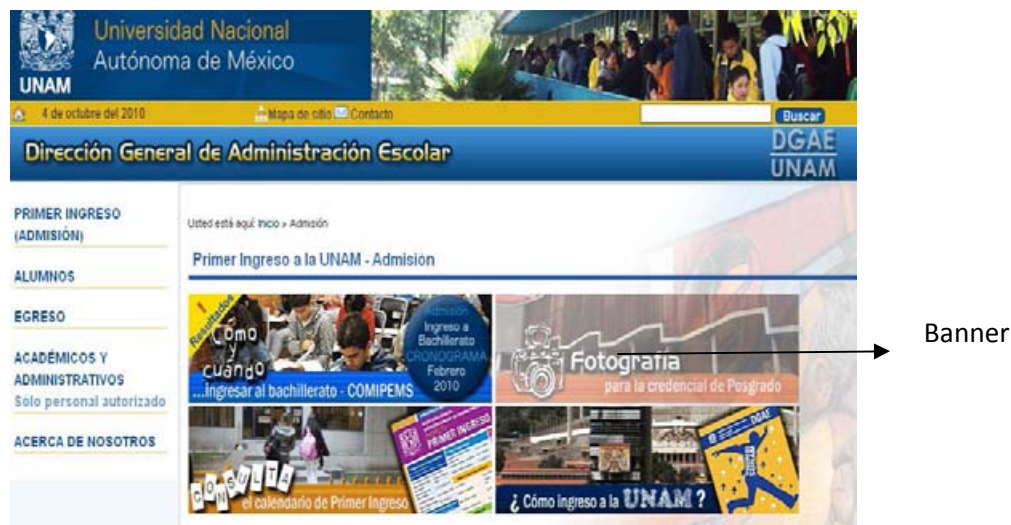 UNAM
Universidad Nacional
Autónoma de México
4 de octubre del 2010
Mapa de sitio
Contacto
Buscar
Dirección General de Administración Escolar
DGAE
UNAM
PRIMER INGRESO
(ADMISIÓN)
ALUMNOS
EGRESO
ACADÉMICOS Y
ADMINISTRATIVOS
Sólo personal autorizado
ACERCA DE NOSOTROS
Usted está aquí: Inicio » Admisión
Primer Ingreso a la UNAM - Admisión
! Resultados
Cómo
y
cuándo
...ingresar al bachillerato - COMIPEMS
Admisión
Ingreso a
Bachillerato
CRONOGRAMA
Febrero
2010
Fotografía
para la credencial de Posgrado
CONSULTA
el calendario de Primer Ingreso
PRIMER INGRESO
¿ Cómo ingreso a la UNAM ?
DGAE
Banner